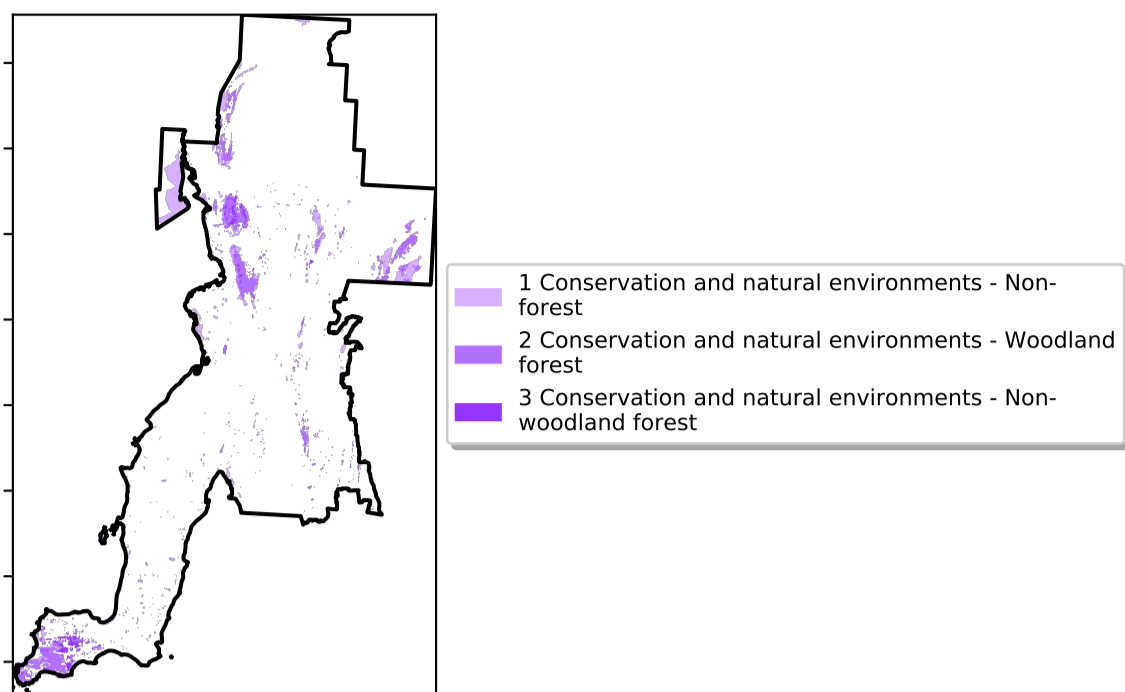 1 Conservation and natural environments - Non-
forest
2 Conservation and natural environments - Woodland
forest
3 Conservation and natural environments - Non-
woodland forest